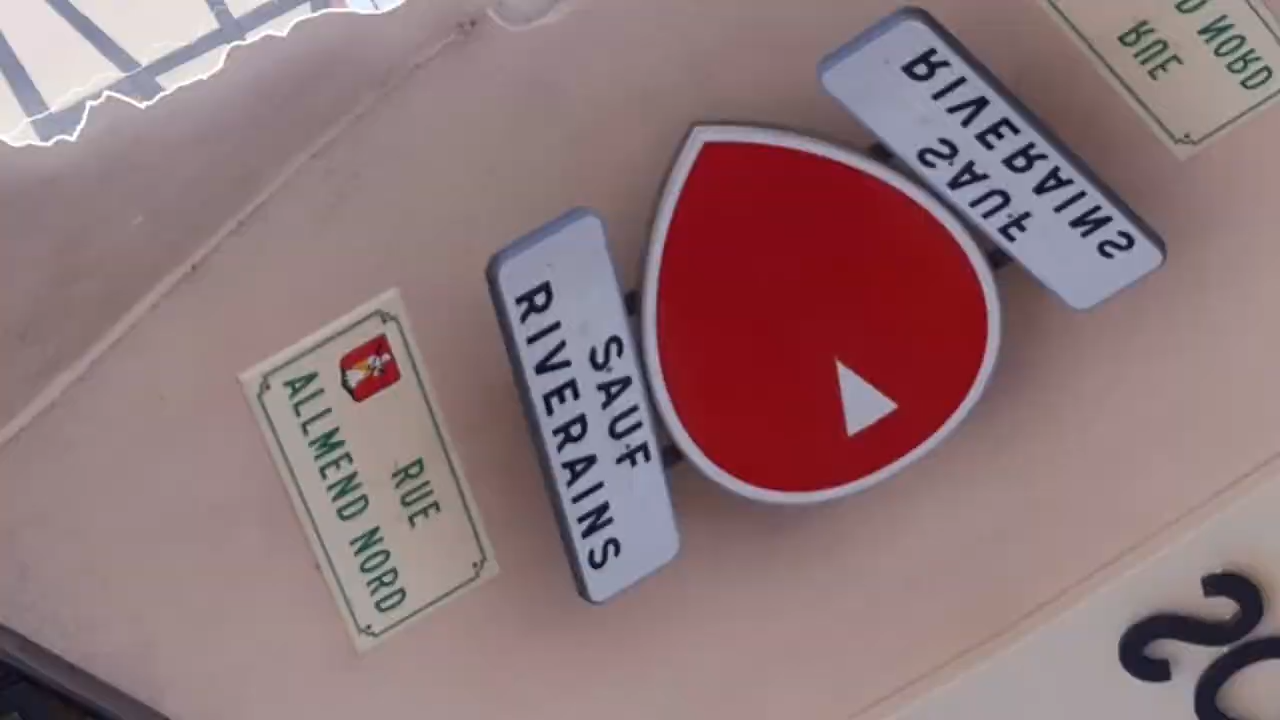 SAUF
RIVERAINS
RUE
ALLMEND NORD
SAUF
RIVERAINS
RUE
D NORD